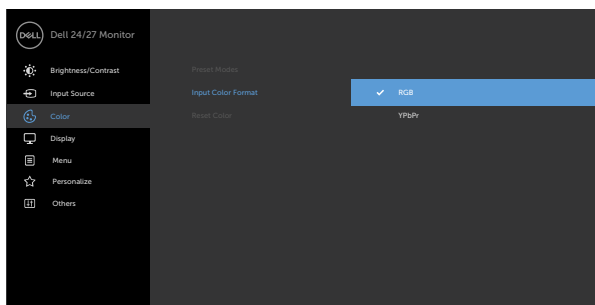 DELL Dell 24/27 Monitor
Brightness/Contrast
Input Source
Color
Display
Menu
Personalize
Others
Preset Modes
Input Color Format
Reset Color
RGB
YPbPr